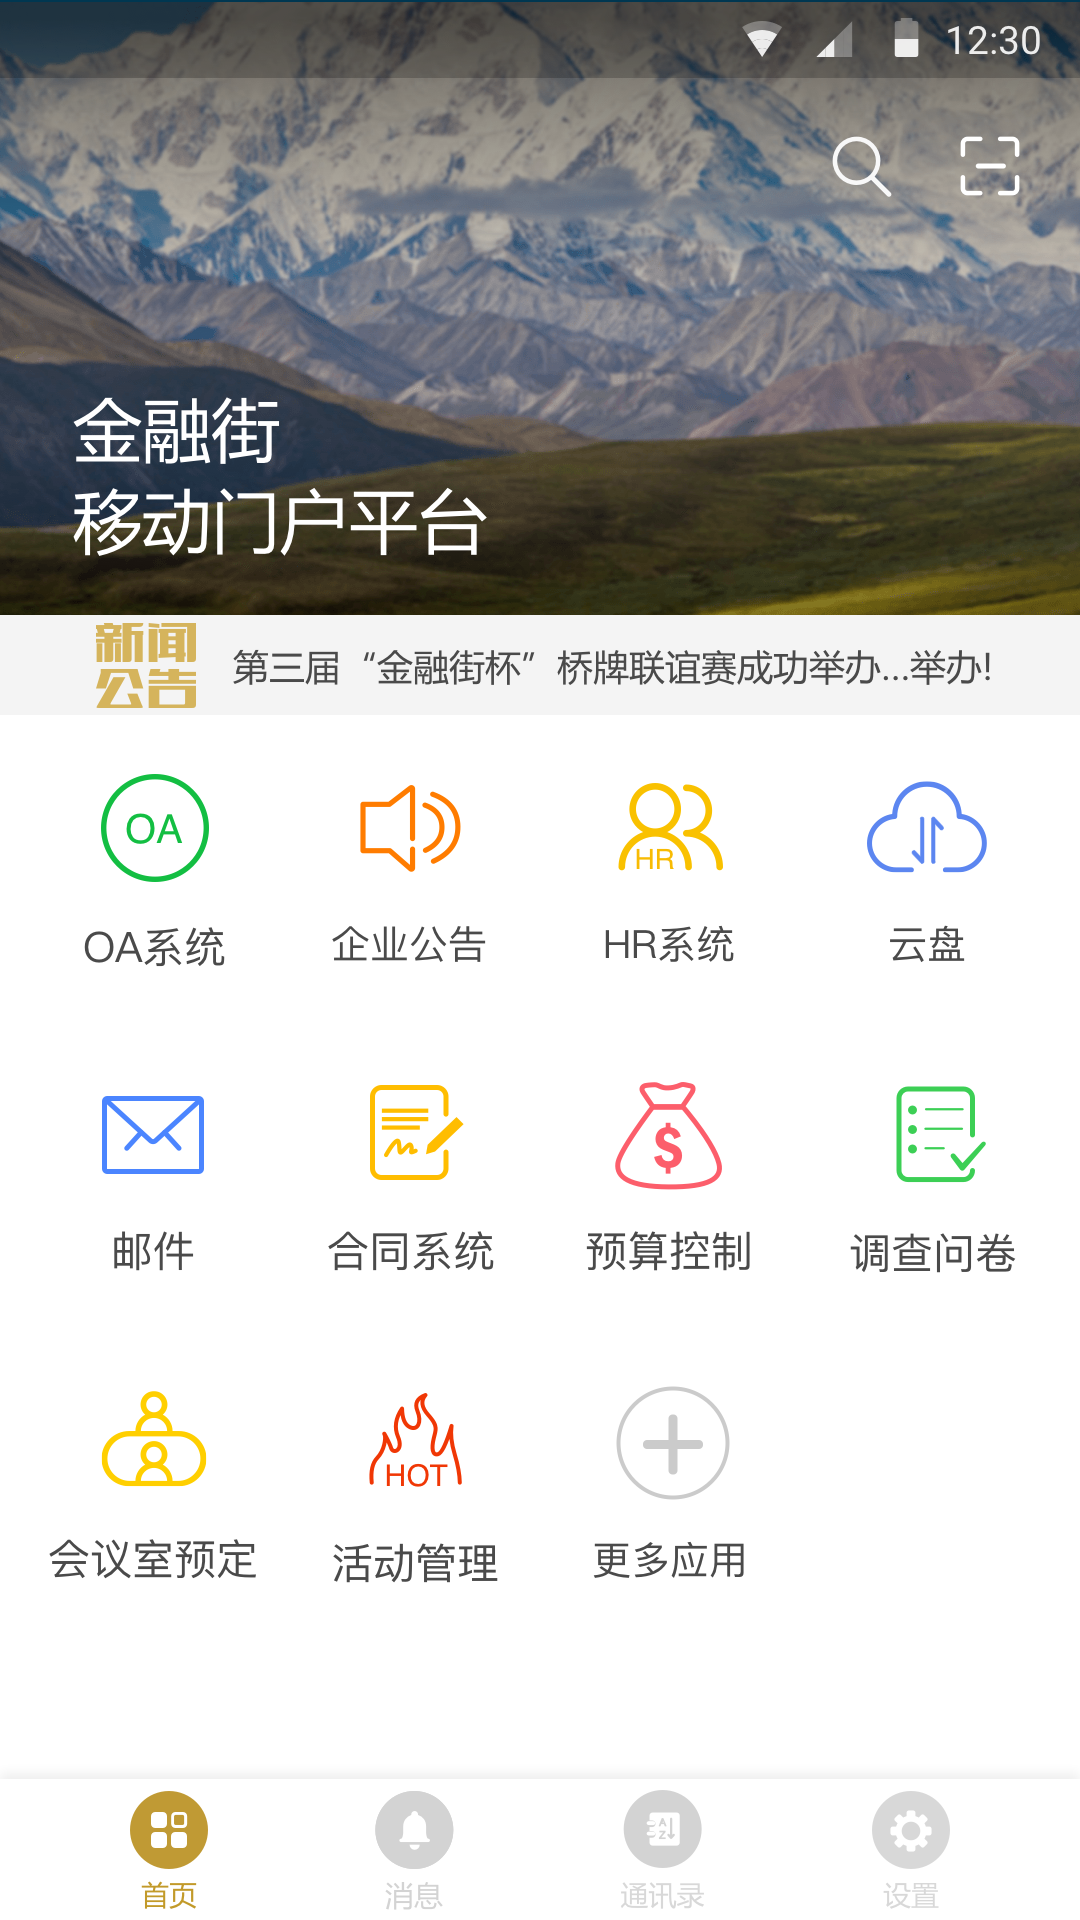 12:30
金融街
移动门户平台
新闻
公告
第三届“金融街杯”桥牌联谊赛成功举办...举办!
OA
HR
OA系统 企业公告 HR系统 云盘
$
邮件 合同系统 预算控制 调查问卷
HOT
会议室预定 活动管理 更多应用
A
Z
首页 消息 通讯录 设置